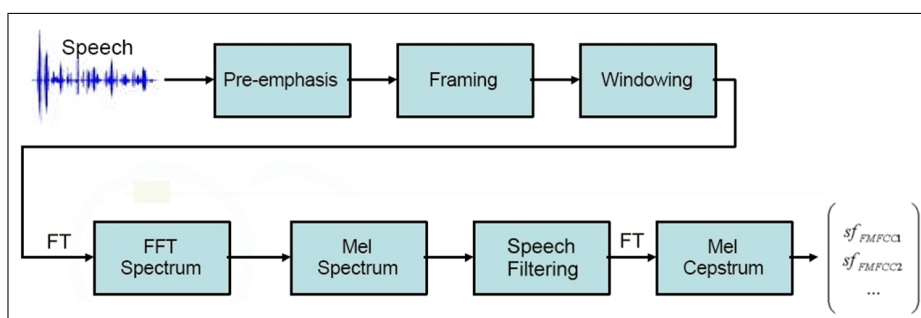 Speech
Pre-emphasis
Framing
Windowing
FT
FFT
Spectrum
Mel
Spectrum
Speech
Filtering
FT
Mel
Cepstrum
sf FMFCC1
sf FMFCC2
...